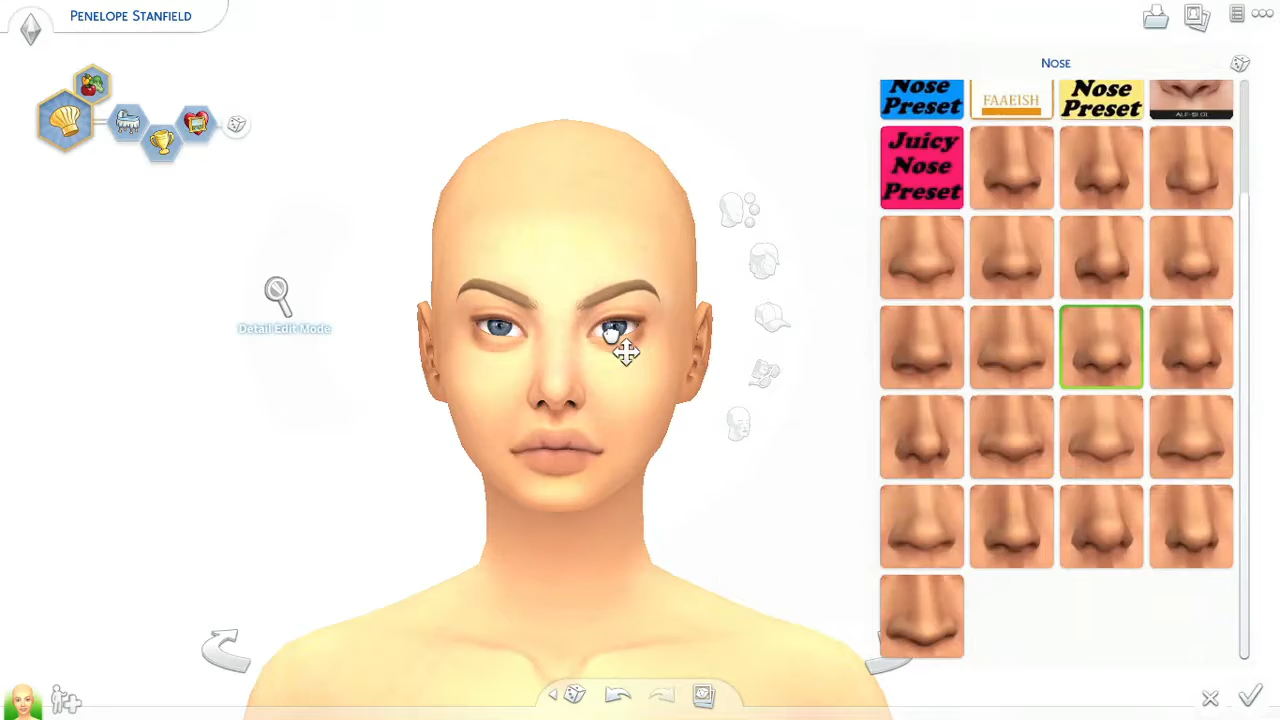 PENELOPE STANFIELD
NOSE
Nose
Preset
FAAEISH
Nose
Preset
Juicy
Nose
Preset
Detail Edit Mode